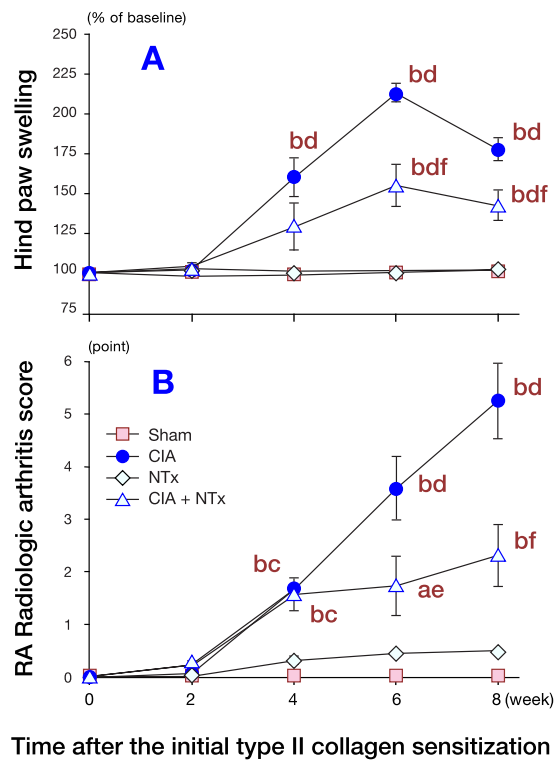 (% of baseline)
A
Hind paw swelling
250
225
200
175
150
125
100
75
bd
bd
bd
bdf
bdf
(point)
B
RA Radiologic arthritis score
6
5
4
3
2
1
0
Sham
CIA
NTx
CIA + NTx
bd
bd
bf
bc
bc
ae
0 2 4 6 8 (week)
Time after the initial type II collagen sensitization